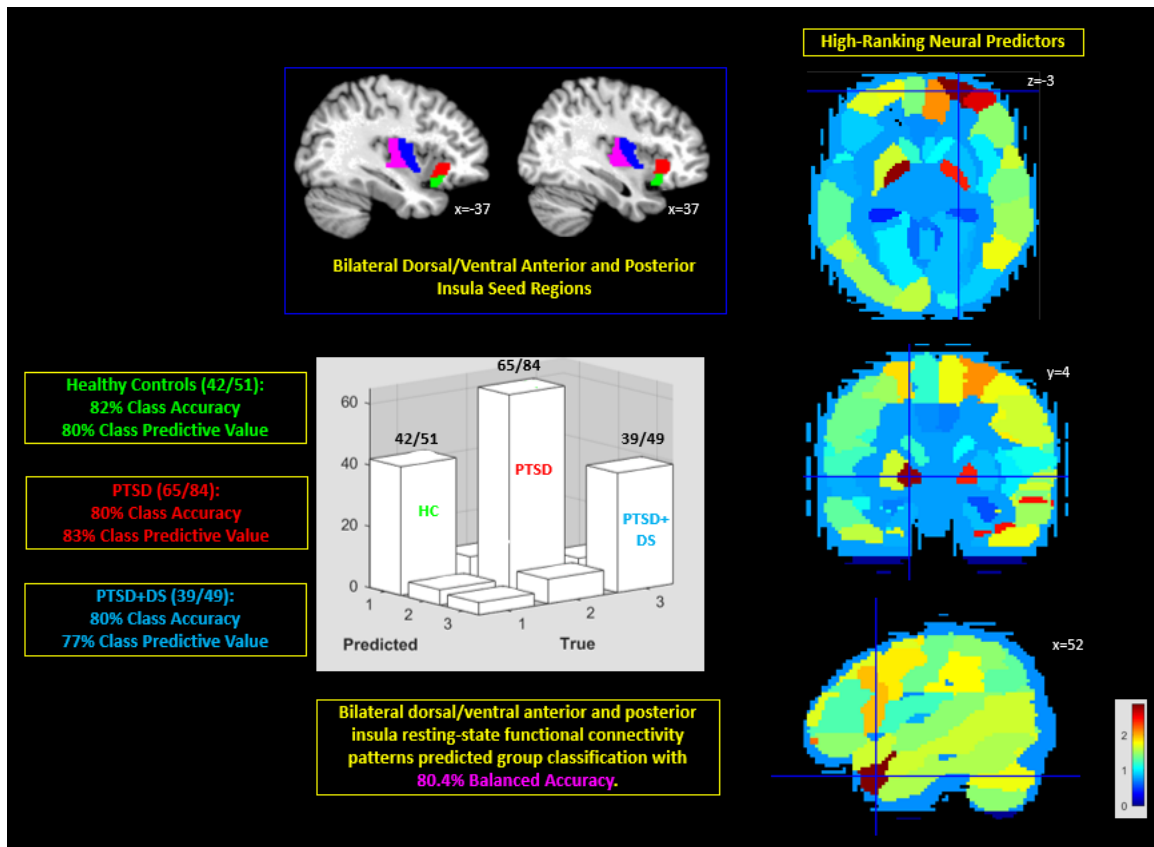 High-Ranking Neural Predictors
z=-3
x=-37
x=37
Bilateral Dorsal/Ventral Anterior and Posterior
Insula Seed Regions
Healthy Controls (42/51):
82% Class Accuracy
80% Class Predictive Value
PTSD (65/84):
80% Class Accuracy
83% Class Predictive Value
PTSD+DS (39/49):
80% Class Accuracy
77% Class Predictive Value
65/84
42/51
39/49
60
40
20
0
HC
PTSD
PTSD+
DS
1
2
3
1
2
3
Predicted
True
y=4
x=52
Bilateral dorsal/ventral anterior and posterior
insula resting-state functional connectivity
patterns predicted group classification with
80.4% Balanced Accuracy.
2
1
0